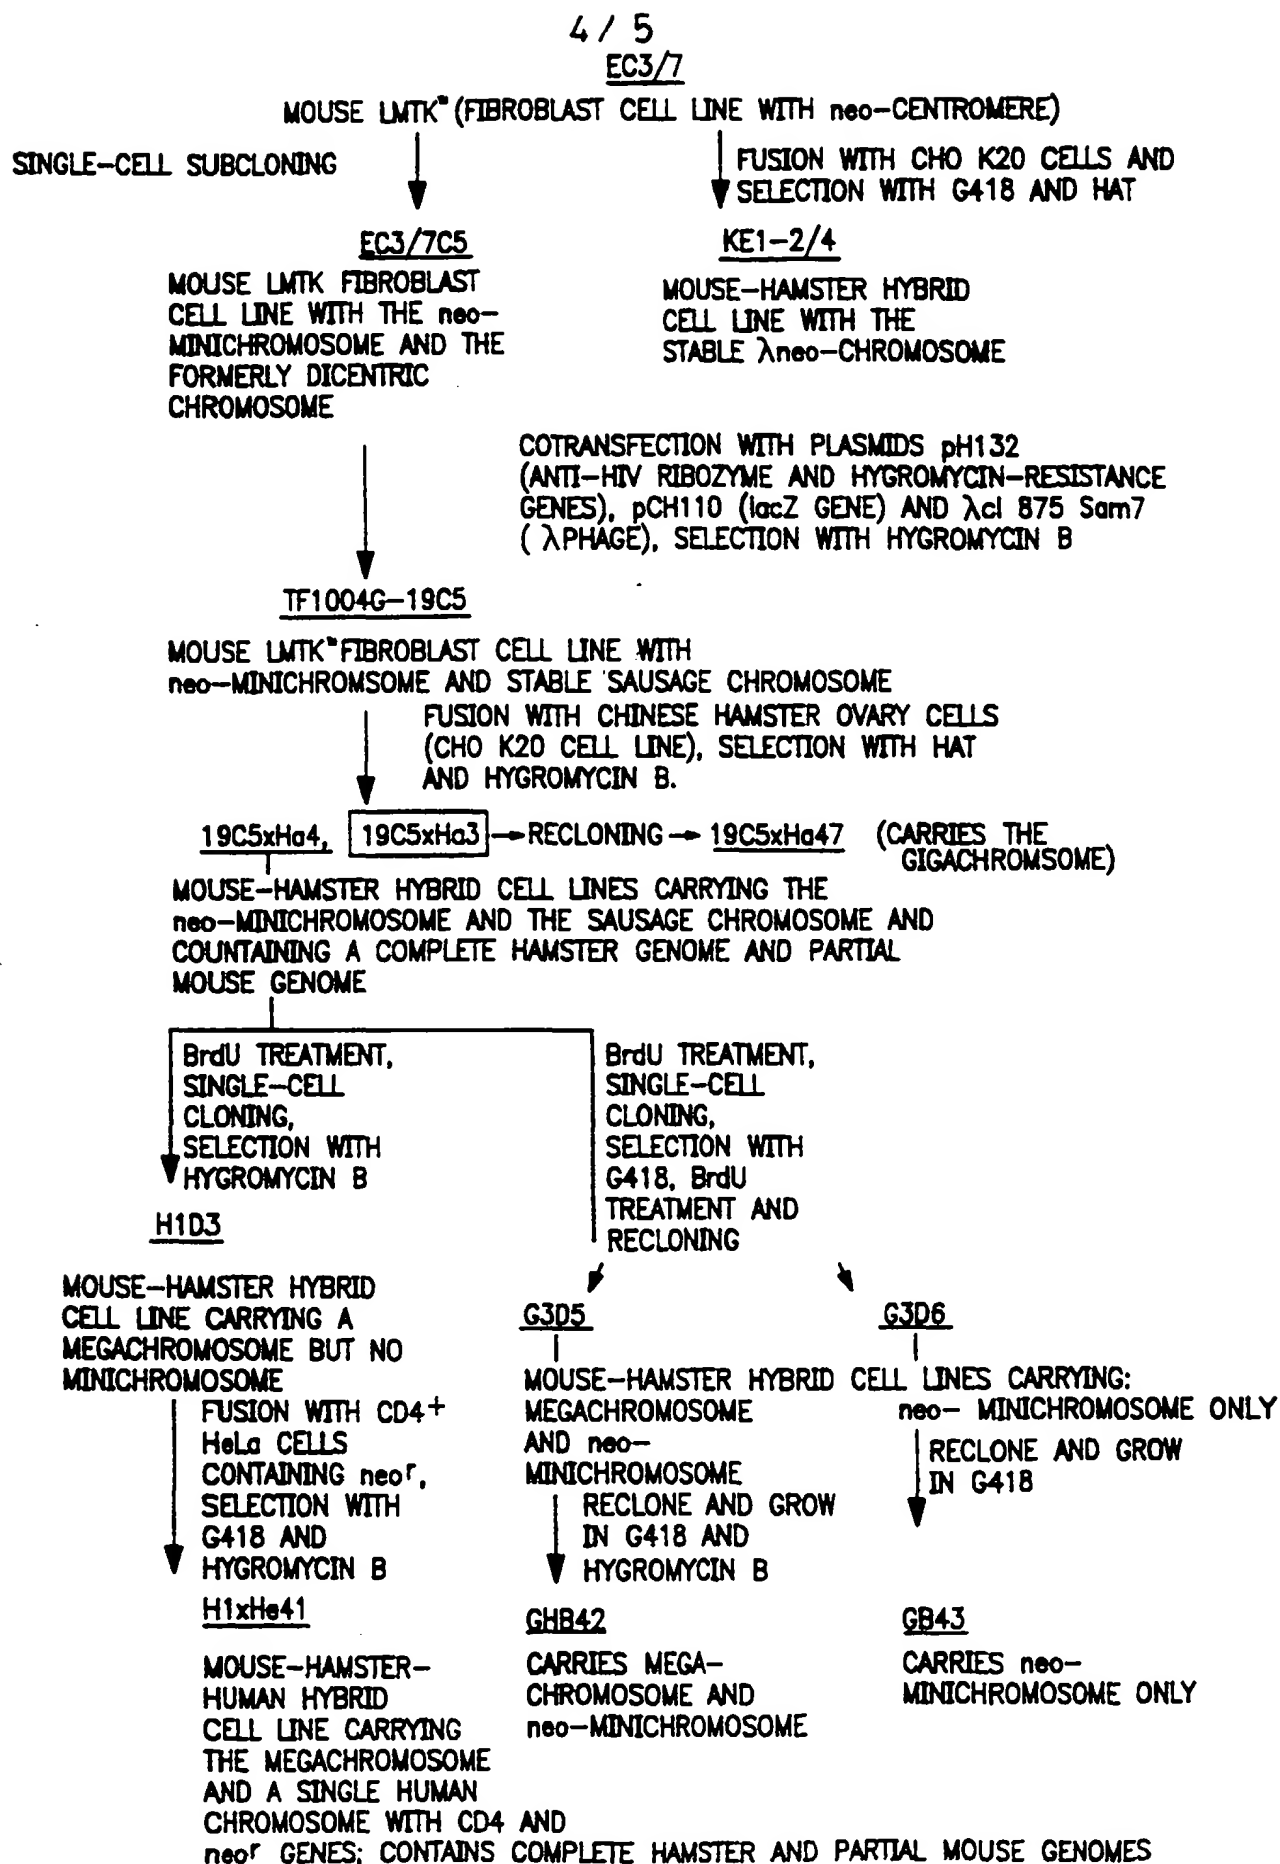 4 / 5
EC3/7
MOUSE LMTK⁻ (FIBROBLAST CELL LINE WITH neo-CENTROMERE)
SINGLE-CELL SUBCLONING
FUSION WITH CHO K20 CELLS AND
SELECTION WITH G418 AND HAT
EC3/7C5
MOUSE LMTK FIBROBLAST
CELL LINE WITH THE neo-
MINICHROMOSOME AND THE
FORMERLY DICENTRIC
CHROMOSOME
KE1-2/4
MOUSE-HAMSTER HYBRID
CELL LINE WITH THE
STABLE λneo-CHROMOSOME
COTRANSFECTION WITH PLASMIDS pH132
(ANTI-HIV RIBOZYME AND HYGROMYCIN-RESISTANCE
GENES), pCH110 (lacZ GENE) AND λcl 875 Sam7
( λPHAGE), SELECTION WITH HYGROMYCIN B
TF1004G-19C5
MOUSE LMTK⁻FIBROBLAST CELL LINE WITH
neo-MINICHROMSOME AND STABLE SAUSAGE CHROMOSOME
FUSION WITH CHINESE HAMSTER OVARY CELLS
(CHO K20 CELL LINE), SELECTION WITH HAT
AND HYGROMYCIN B.
19C5xHa4, 19C5xHa3 → RECLONING → 19C5xHa47 (CARRIES THE
GIGACHROMSOME)
MOUSE-HAMSTER HYBRID CELL LINES CARRYING THE
neo-MINICHROMOSOME AND THE SAUSAGE CHROMOSOME AND
COUNTAINING A COMPLETE HAMSTER GENOME AND PARTIAL
MOUSE GENOME
BrdU TREATMENT,
SINGLE-CELL
CLONING,
SELECTION WITH
HYGROMYCIN B
BrdU TREATMENT,
SINGLE-CELL
CLONING,
SELECTION WITH
G418, BrdU
TREATMENT AND
RECLONING
H1D3
MOUSE-HAMSTER HYBRID
CELL LINE CARRYING A
MEGACHROMOSOME BUT NO
MINICHROMOSOME
G3D5
G3D6
MOUSE-HAMSTER HYBRID CELL LINES CARRYING:
MEGACHROMOSOME
AND neo-
MINICHROMOSOME
neo- MINICHROMOSOME ONLY
FUSION WITH CD4+
HeLa CELLS
CONTAINING neoʳ,
SELECTION WITH
G418 AND
HYGROMYCIN B
RECLONE AND GROW
IN G418 AND
HYGROMYCIN B
RECLONE AND GROW
IN G418
H1xHe41
MOUSE-HAMSTER-
HUMAN HYBRID
CELL LINE CARRYING
THE MEGACHROMOSOME
AND A SINGLE HUMAN
CHROMOSOME WITH CD4 AND
neoʳ GENES; CONTAINS COMPLETE HAMSTER AND PARTIAL MOUSE GENOMES
GHB42
CARRIES MEGA-
CHROMOSOME AND
neo-MINICHROMOSOME
GB43
CARRIES neo-
MINICHROMOSOME ONLY